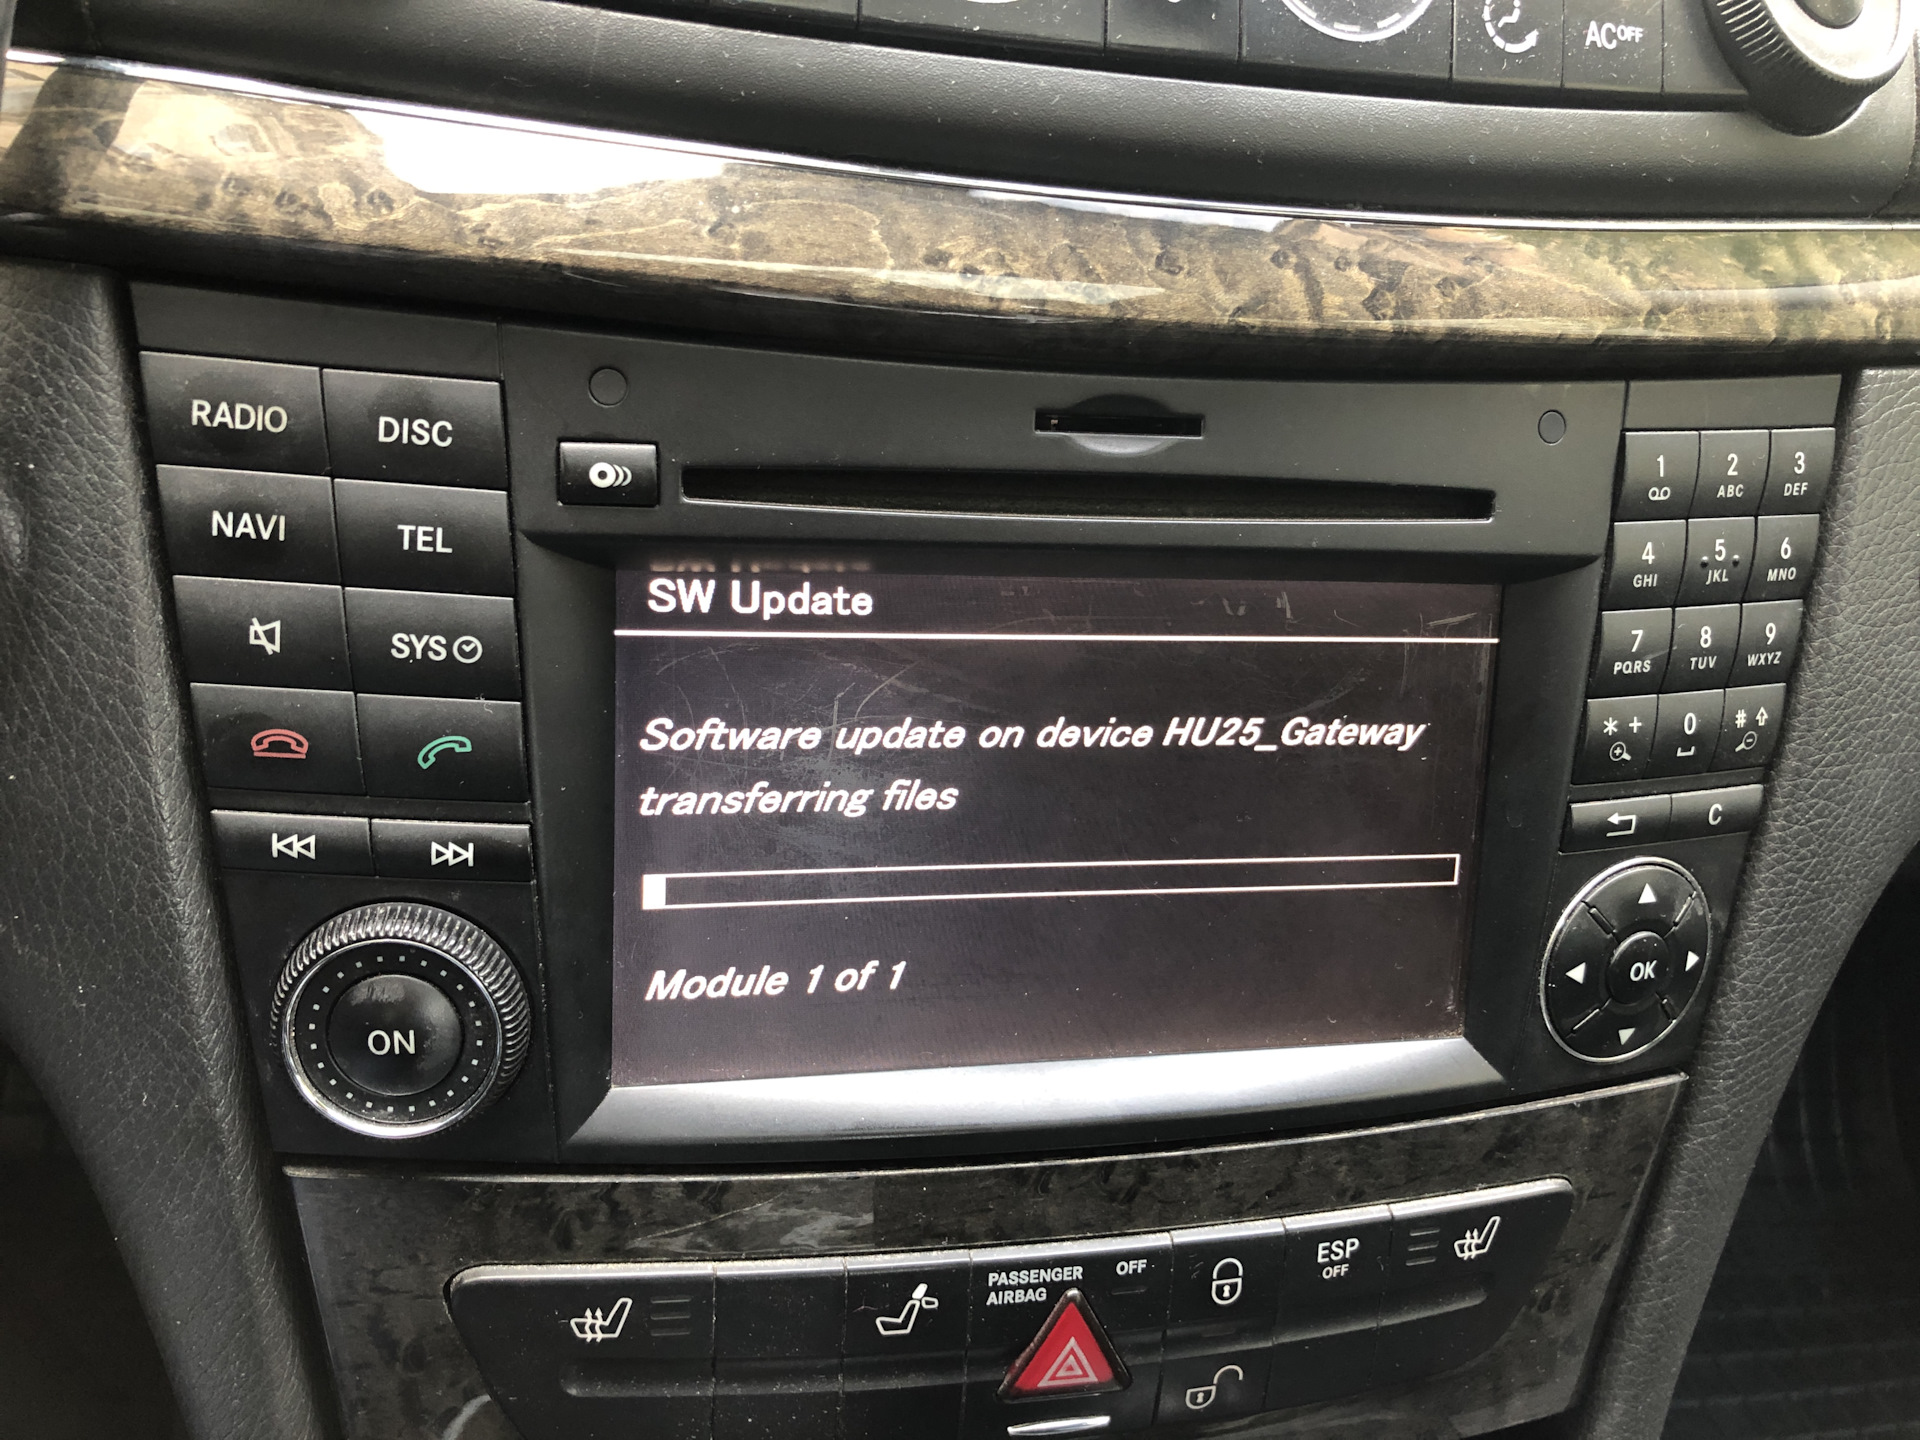 AC OFF
RADIO
DISC
NAVI
TEL
SYS
ON
SW Update
Software update on device HU25_Gateway
transferring files
Module 1 of 1
1
2 ABC
3 DEF
4 GHI
5 JKL
6 MNO
7 PQRS
8 TUV
9 WXYZ
* +
0
#
C
OK
PASSENGER AIRBAG OFF
ESP OFF